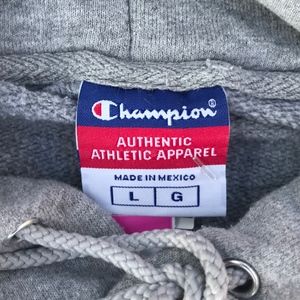 Champion®
AUTHENTIC
ATHLETIC APPAREL
MADE IN MEXICO
L G